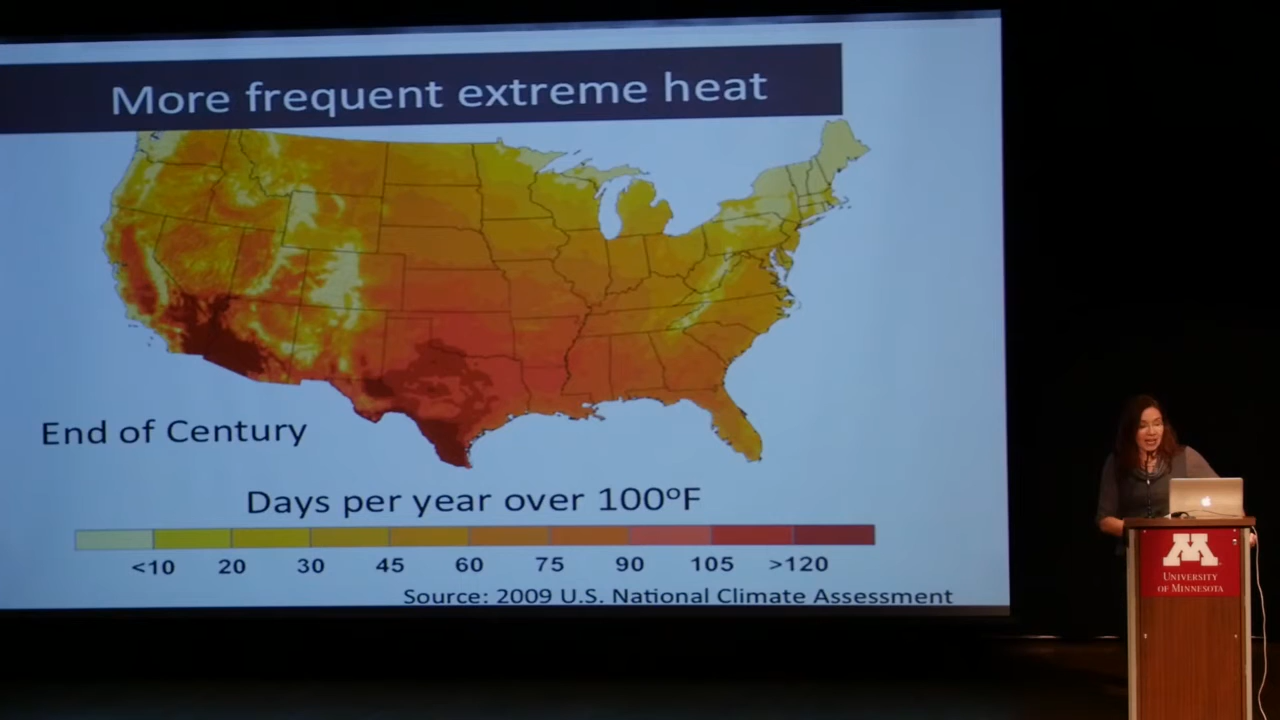 More frequent extreme heat
End of Century
Days per year over 100ºF
<10 20 30 45 60 75 90 105 >120
Source: 2009 U.S. National Climate Assessment
M
UNIVERSITY
OF MINNESOTA